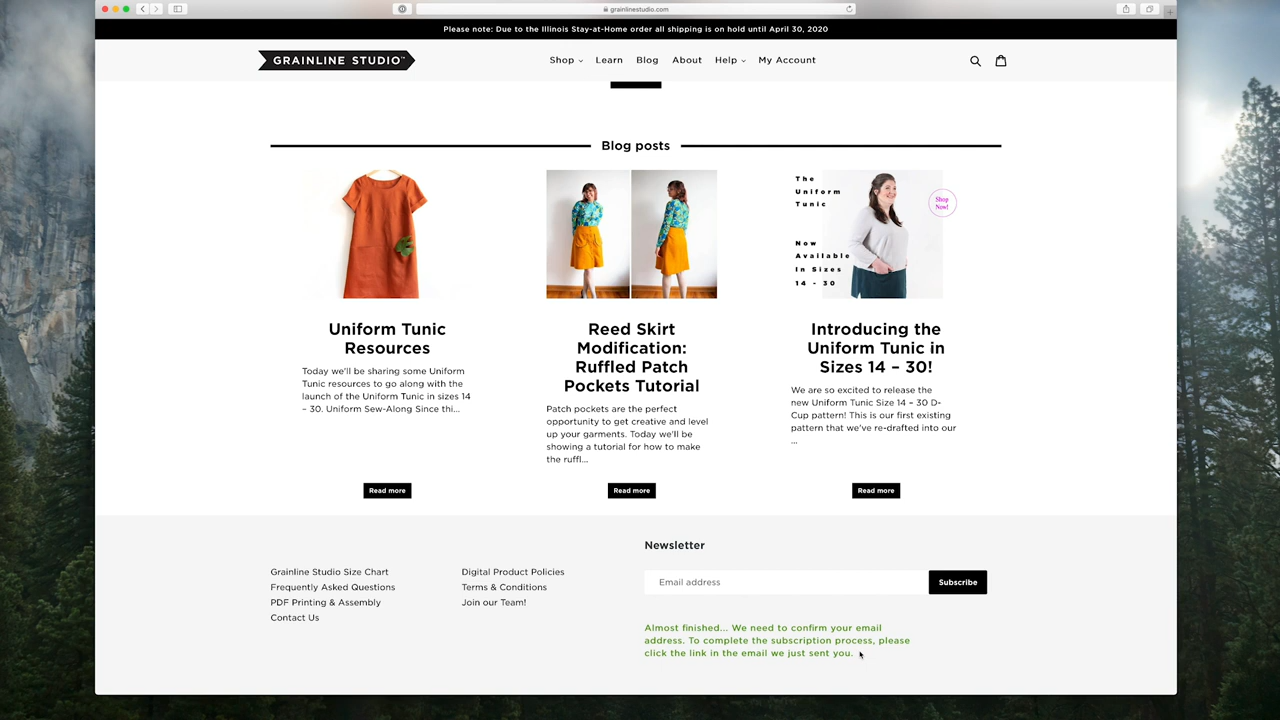 grainlinestudio.com
Please note: Due to the Illinois Stay-at-Home order all shipping is on hold until April 30, 2020
GRAINLINE STUDIO™
Shop Learn Blog About Help My Account
Blog posts
The
Uniform
Tunic
Shop
Now!
Now
Available
In Sizes
14 - 30
Uniform Tunic
Resources
Today we'll be sharing some Uniform
Tunic resources to go along with the
launch of the Uniform Tunic in sizes 14
– 30. Uniform Sew-Along Since thi...
Read more
Reed Skirt
Modification:
Ruffled Patch
Pockets Tutorial
Patch pockets are the perfect
opportunity to get creative and level
up your garments. Today we'll be
showing a tutorial for how to make
the ruffl...
Read more
Introducing the
Uniform Tunic in
Sizes 14 – 30!
We are so excited to release the
new Uniform Tunic Size 14 – 30 D-
Cup pattern! This is our first existing
pattern that we've re-drafted into our
...
Read more
Grainline Studio Size Chart
Frequently Asked Questions
PDF Printing & Assembly
Contact Us
Digital Product Policies
Terms & Conditions
Join our Team!
Newsletter
Email address
Subscribe
Almost finished... We need to confirm your email
address. To complete the subscription process, please
click the link in the email we just sent you.